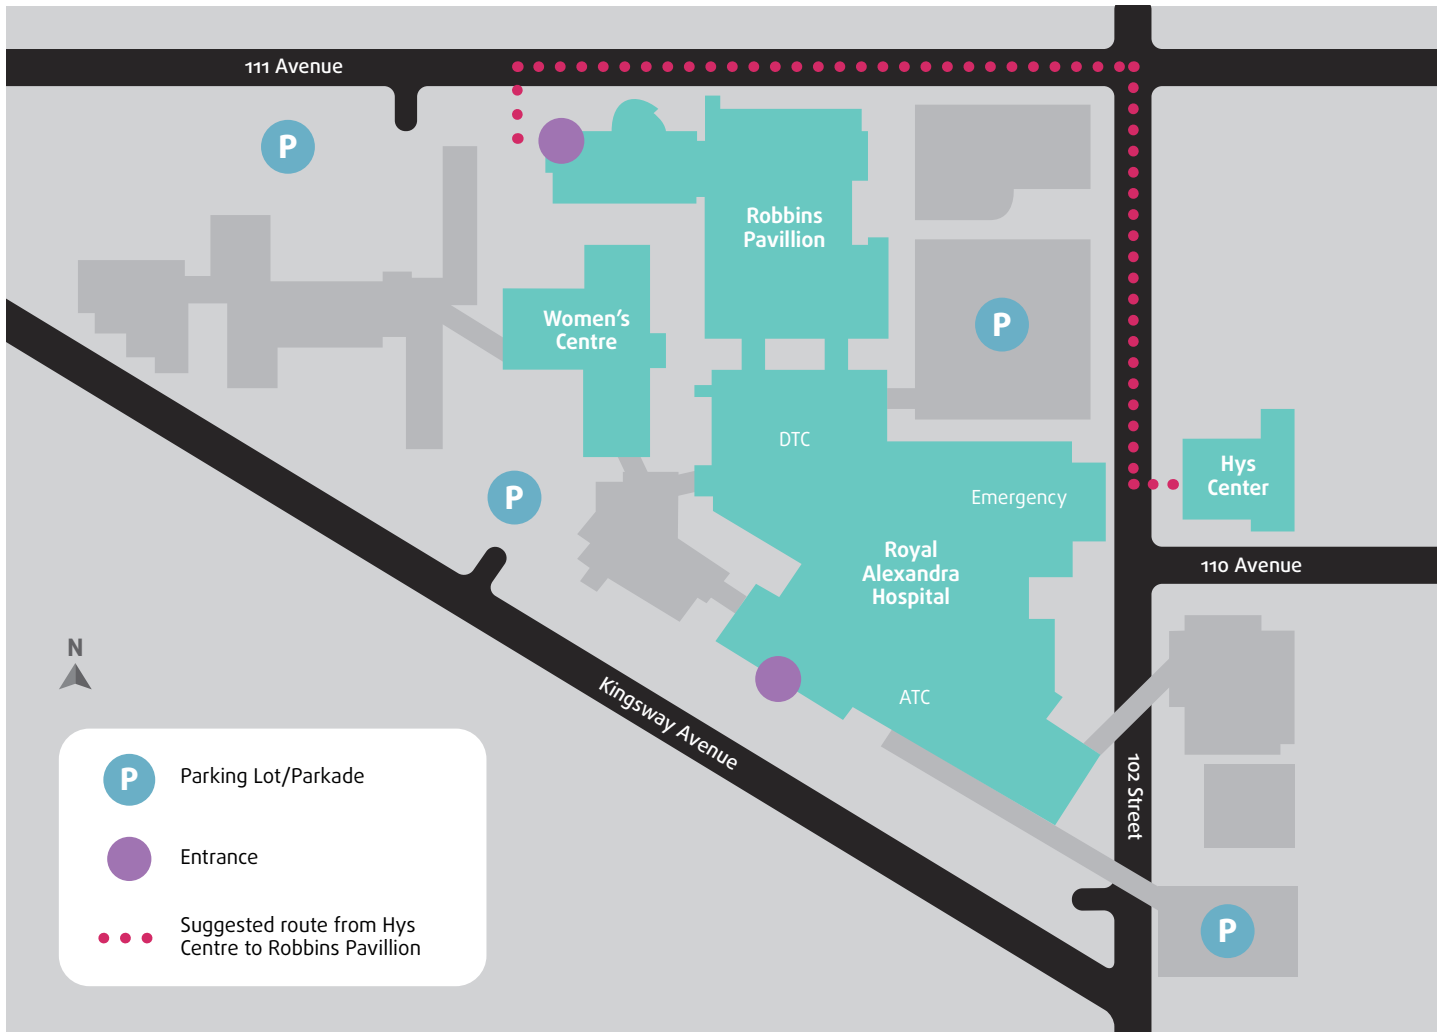 111 Avenue
P
Robbins
Pavillion
Women's
Centre
P
DTC
Hys
Center
P
Emergency
Royal
Alexandra
Hospital
110 Avenue
N
Kingsway Avenue
ATC
102 Street
P
P Parking Lot/Parkade
Entrance
Suggested route from Hys
Centre to Robbins Pavillion